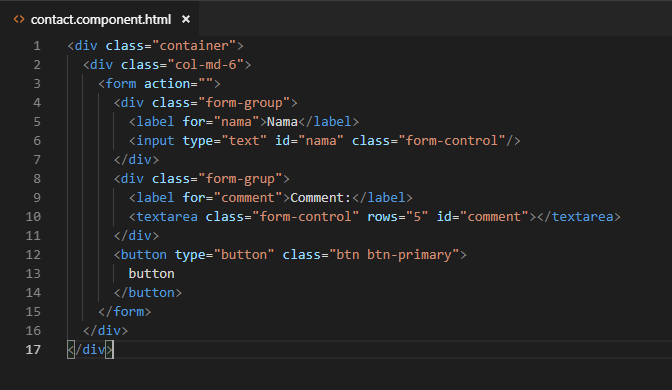 <> contact.component.html ×
1 <div class="container">
2 <div class="col-md-6">
3 <form action="">
4 <div class="form-group">
5 <label for="nama">Nama</label>
6 <input type="text" id="nama" class="form-control"/>
7 </div>
8 <div class="form-grup">
9 <label for="comment">Comment:</label>
10 <textarea class="form-control" rows="5" id="comment"></textarea>
11 </div>
12 <button type="button" class="btn btn-primary">
13 button
14 </button>
15 </form>
16 </div>
17 </div>